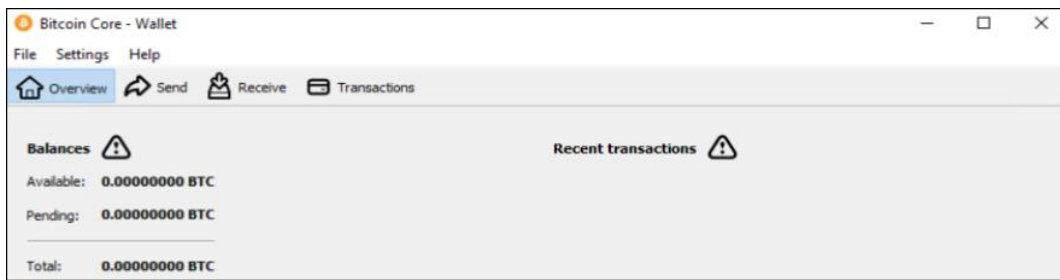 Bitcoin Core - Wallet
File Settings Help
Overview Send Receive Transactions
Balances Recent transactions
Available: 0.00000000 BTC
Pending: 0.00000000 BTC
Total: 0.00000000 BTC